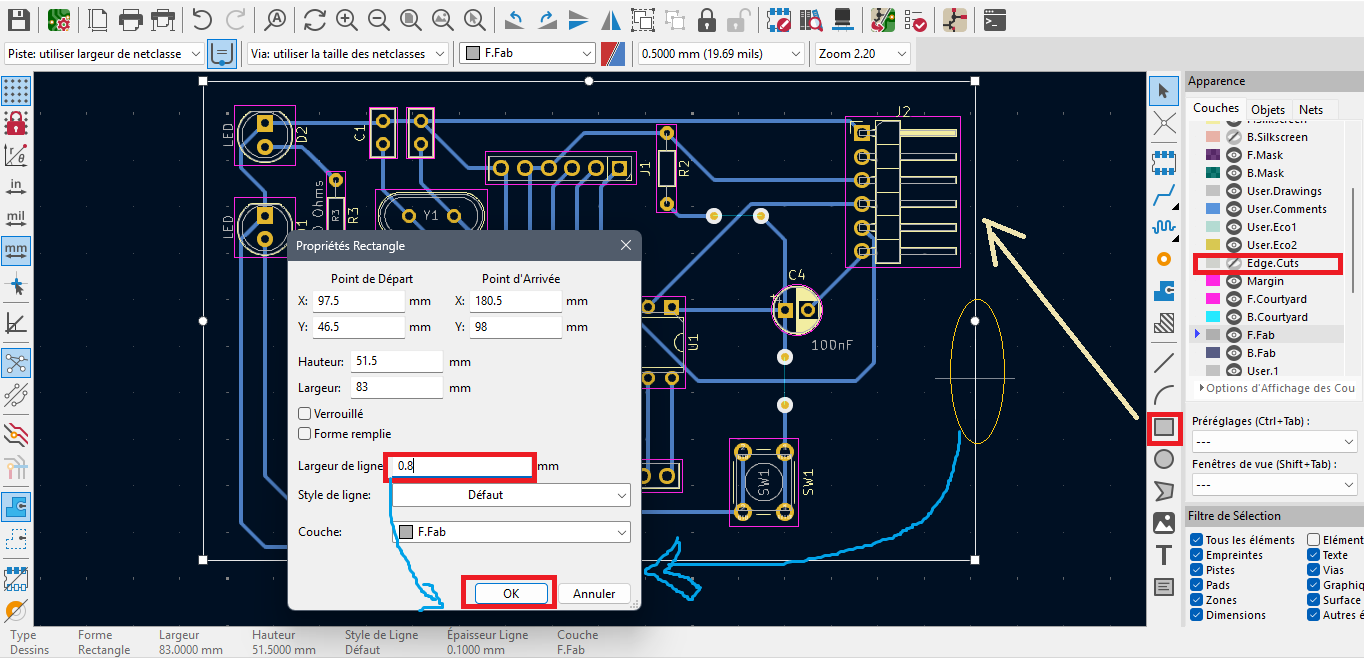 Piste: utiliser largeur de netclasse
Via: utiliser la taille des netclasses
F.Fab
0.5000 mm (19.69 mils)
Zoom 2.20
in
mil
mm
LED
D2
C1
J1
R2
J2
LED
Ohms
R3
R3
Y1
C4
100nF
U1
SW1
SW1
Propriétés Rectangle
Point de Départ
Point d'Arrivée
X: 97.5 mm
X: 180.5 mm
Y: 46.5 mm
Y: 98 mm
Hauteur: 51.5 mm
Largeur: 83 mm
Verrouillé
Forme remplie
Largeur de ligne 0.8 mm
Style de ligne: Défaut
Couche: F.Fab
OK
Annuler
Apparence
Couches Objets Nets
F.Silkscreen
B.Silkscreen
F.Mask
B.Mask
User.Drawings
User.Comments
User.Eco1
User.Eco2
Edge.Cuts
Margin
F.Courtyard
B.Courtyard
F.Fab
B.Fab
User.1
Options d'Affichage des Cou
Préréglages (Ctrl+Tab) :
---
Fenêtres de vue (Shift+Tab) :
---
Filtre de Sélection
Tous les éléments
Elément
Empreintes
Texte
Pistes
Vias
Pads
Graphiq
Zones
Surface
Dimensions
Autres é
Type Forme Largeur Hauteur Style de Ligne Épaisseur Ligne Couche
Dessins Rectangle 83.0000 mm 51.5000 mm Défaut 0.1000 mm F.Fab